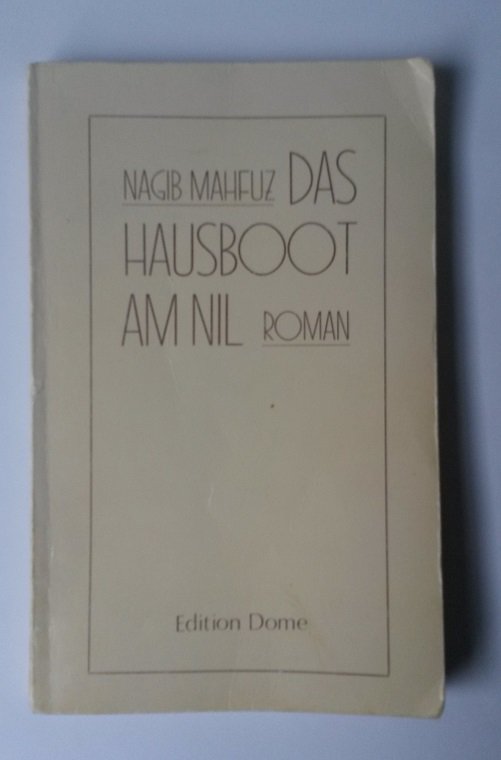 NAGIB MAHFUZ DAS
HAUSBOOT
AM NIL ROMAN
Edition Dome